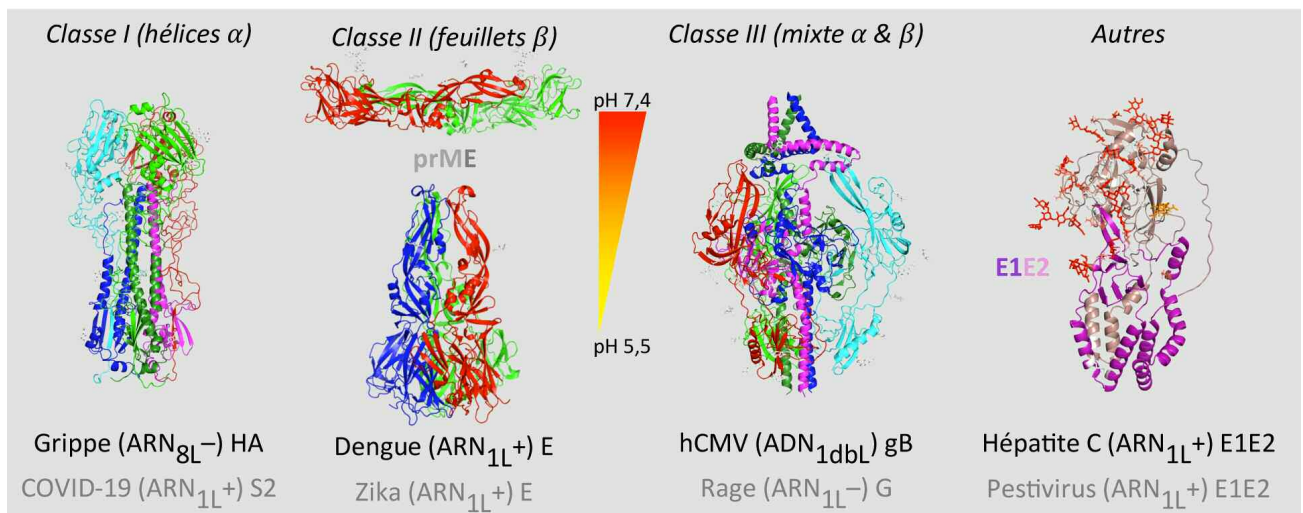 Classe I (hélices α)
Classe II (feuillets β)
Classe III (mixte α & β)
Autres
pH 7,4
prME
E1E2
pH 5,5
Grippe (ARN8L–) HA
Dengue (ARN1L+) E
hCMV (ADN1dbL) gB
Hépatite C (ARN1L+) E1E2
COVID-19 (ARN1L+) S2
Zika (ARN1L+) E
Rage (ARN1L–) G
Pestivirus (ARN1L+) E1E2